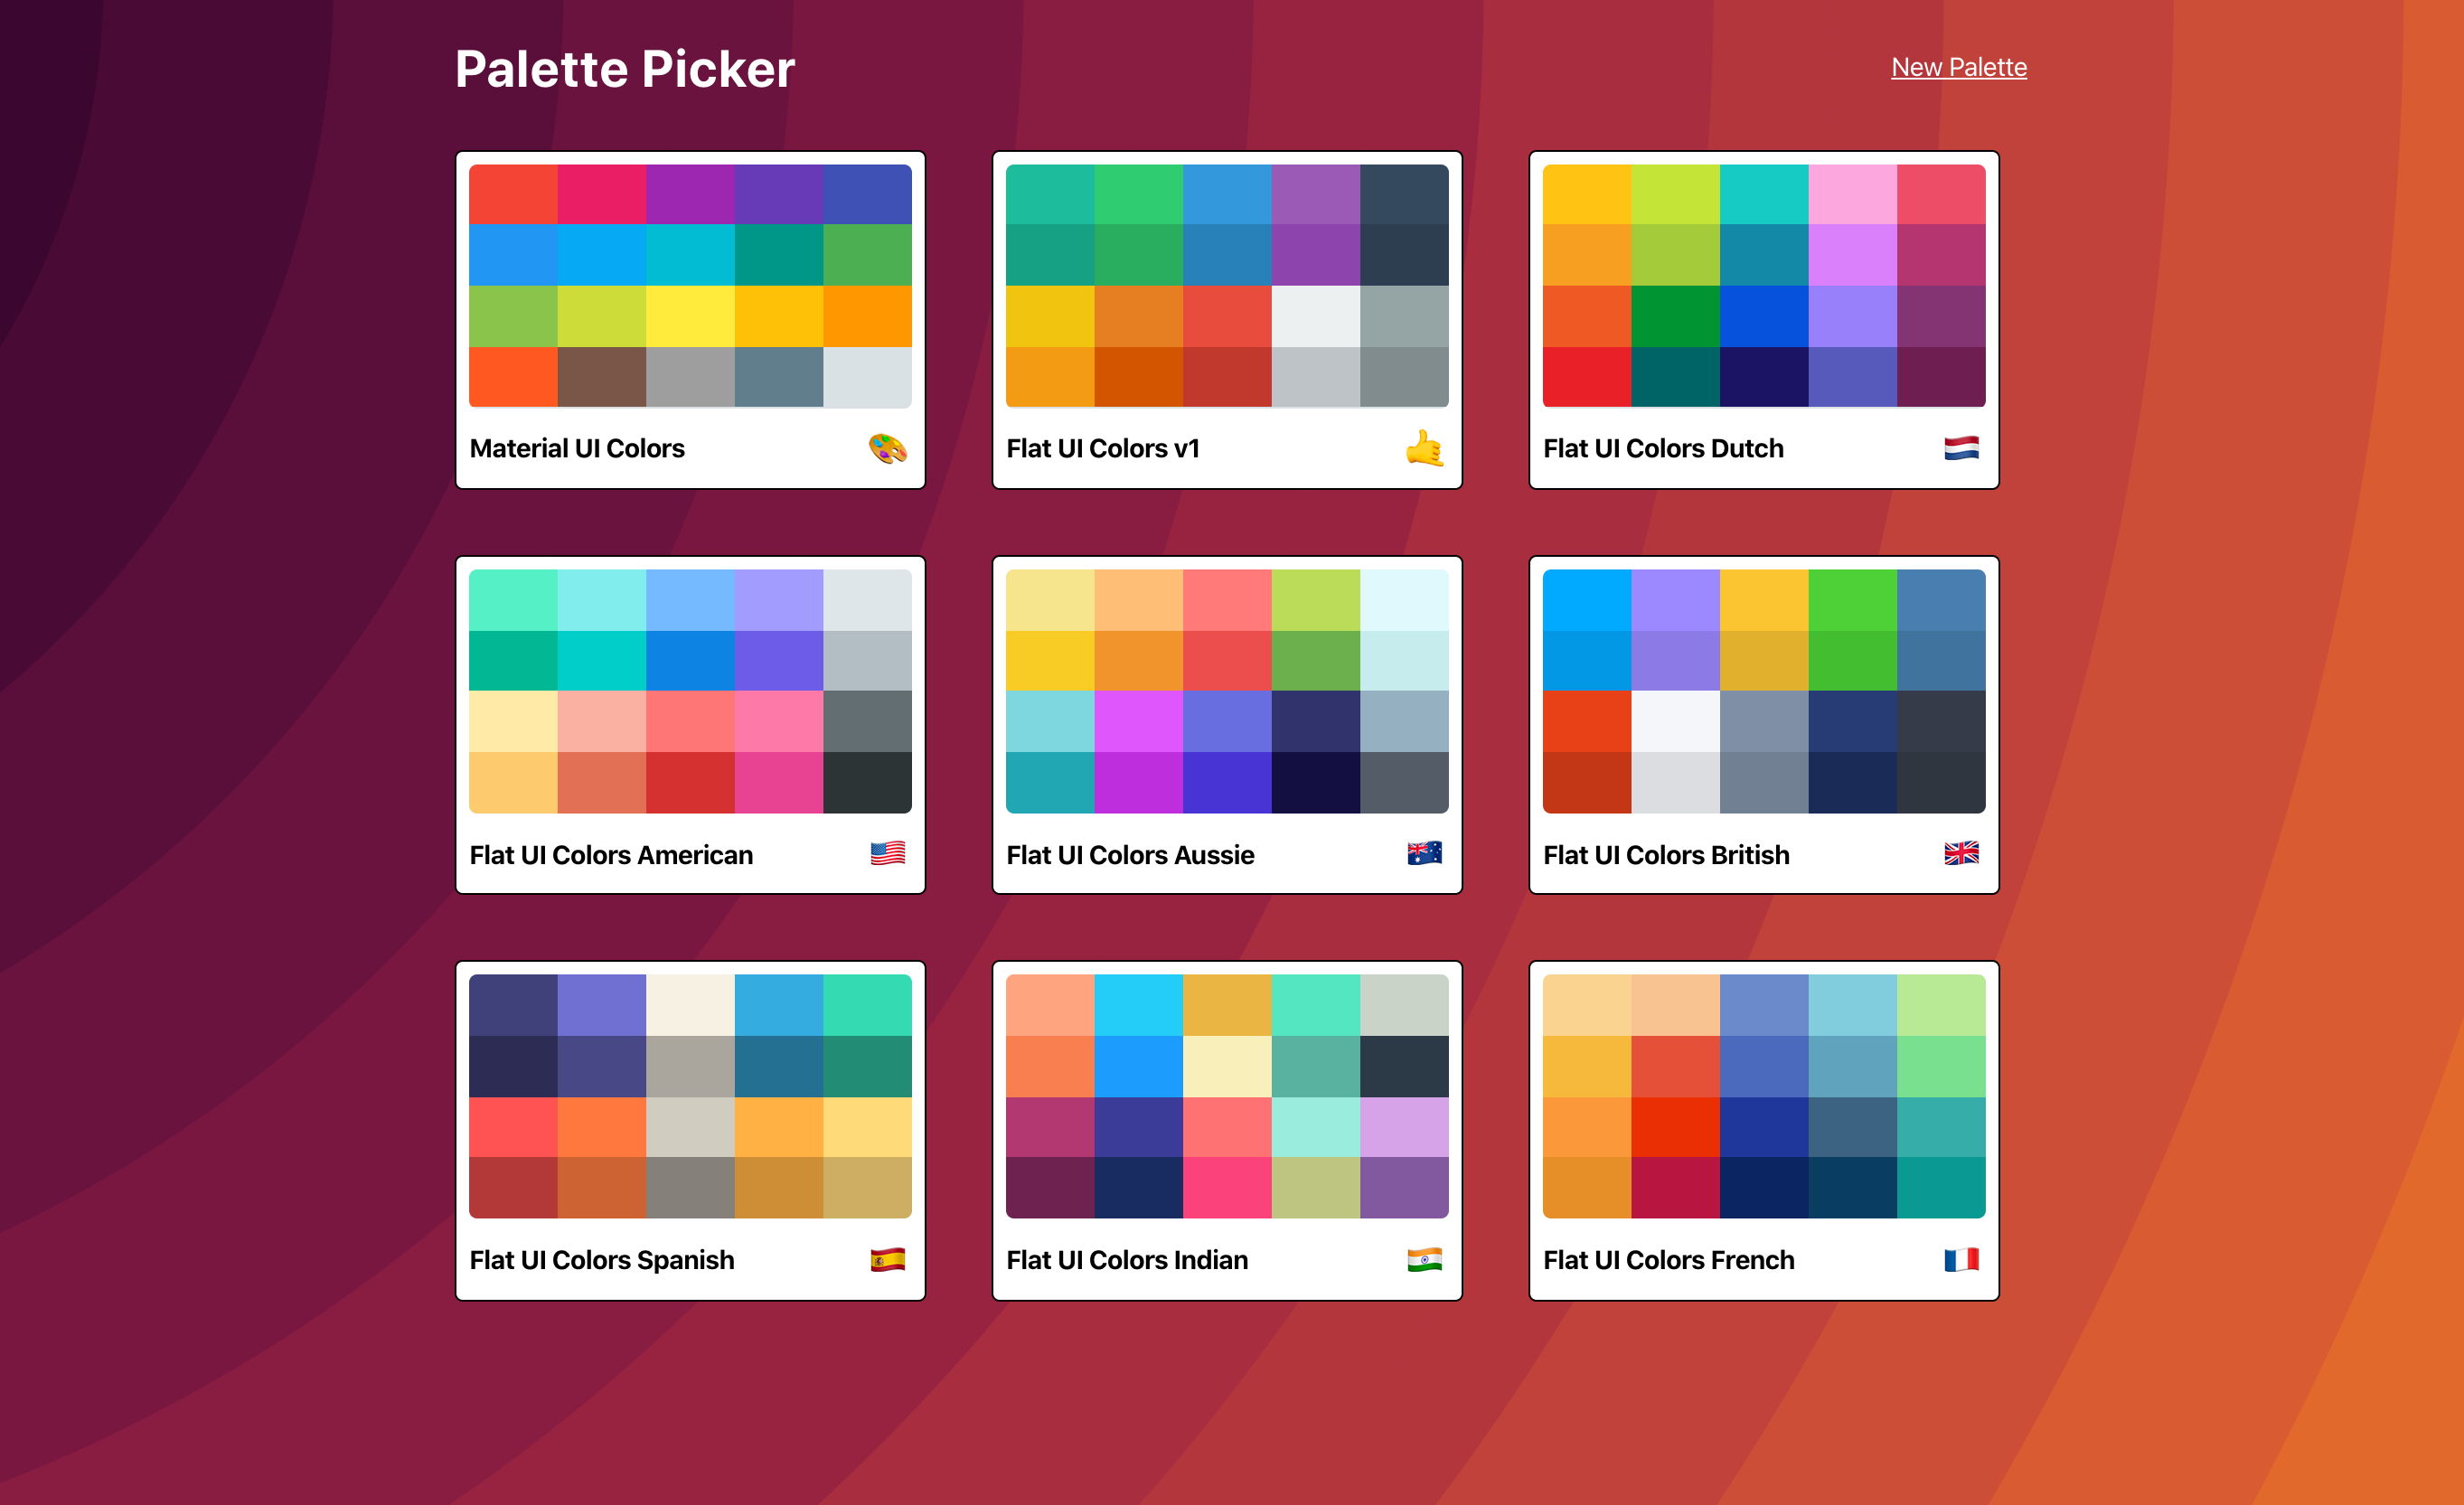 Palette Picker
New Palette
Material UI Colors
Flat UI Colors v1
Flat UI Colors Dutch
Flat UI Colors American
Flat UI Colors Aussie
Flat UI Colors British
Flat UI Colors Spanish
Flat UI Colors Indian
Flat UI Colors French